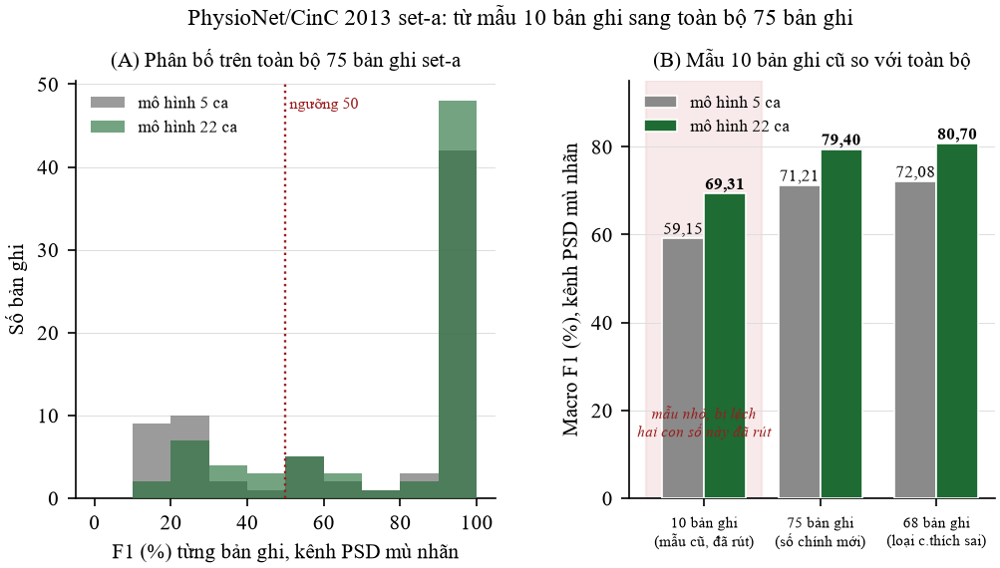 PhysioNet/CinC 2013 set-a: từ mẫu 10 bản ghi sang toàn bộ 75 bản ghi
(A) Phân bố trên toàn bộ 75 bản ghi set-a
mô hình 5 ca
mô hình 22 ca
ngưỡng 50
50
40
30
20
10
0
Số bản ghi
0 20 40 60 80 100
F1 (%) từng bản ghi, kênh PSD mù nhãn
(B) Mẫu 10 bản ghi cũ so với toàn bộ
mô hình 5 ca
mô hình 22 ca
80
60
40
20
0
Macro F1 (%), kênh PSD mù nhãn
59,15
69,31
71,21
79,40
72,08
80,70
mẫu nhỏ, bị lệch
hai con số này đã rút
10 bản ghi
(mẫu cũ, đã rút)
75 bản ghi
(số chính mới)
68 bản ghi
(loại c.thích sai)